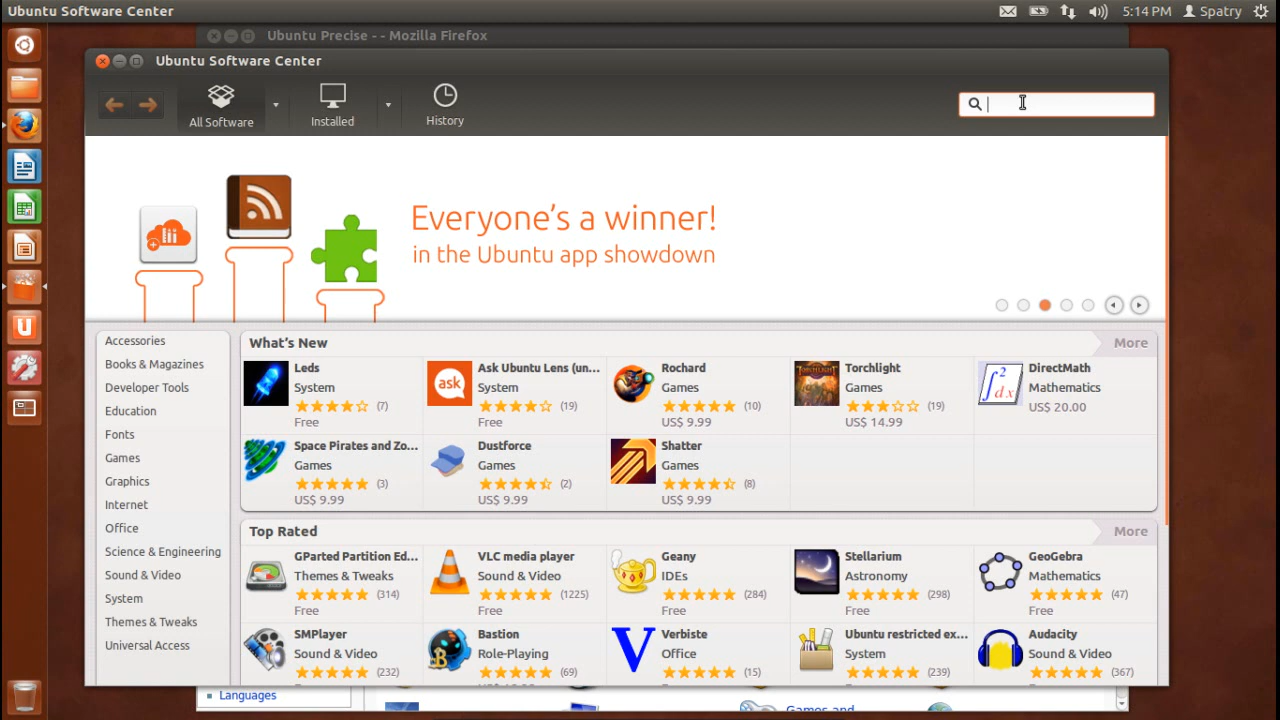 Ubuntu Software Center
5:14 PM Spatry
Ubuntu Precise - - Mozilla Firefox
Ubuntu Software Center
All Software Installed History
Everyone's a winner!
in the Ubuntu app showdown
Accessories
Books & Magazines
Developer Tools
Education
Fonts
Games
Graphics
Internet
Office
Science & Engineering
Sound & Video
System
Themes & Tweaks
Universal Access
What's New More
Leds
System
(7)
Free
Ask Ubuntu Lens (un...
System
(19)
Free
Rochard
Games
(10)
US$ 9.99
Torchlight
Games
(19)
US$ 14.99
DirectMath
Mathematics
US$ 20.00
Space Pirates and Zo...
Games
(3)
US$ 9.99
Dustforce
Games
(2)
US$ 9.99
Shatter
Games
(8)
US$ 9.99
Top Rated More
GParted Partition Ed...
Themes & Tweaks
(314)
Free
VLC media player
Sound & Video
(1225)
Free
Geany
IDEs
(284)
Free
Stellarium
Astronomy
(298)
Free
GeoGebra
Mathematics
(47)
Free
SMPlayer
Sound & Video
(232)
Bastion
Role-Playing
(69)
Verbiste
Office
(15)
Ubuntu restricted ex...
System
(239)
Audacity
Sound & Video
(367)
Languages
Games and